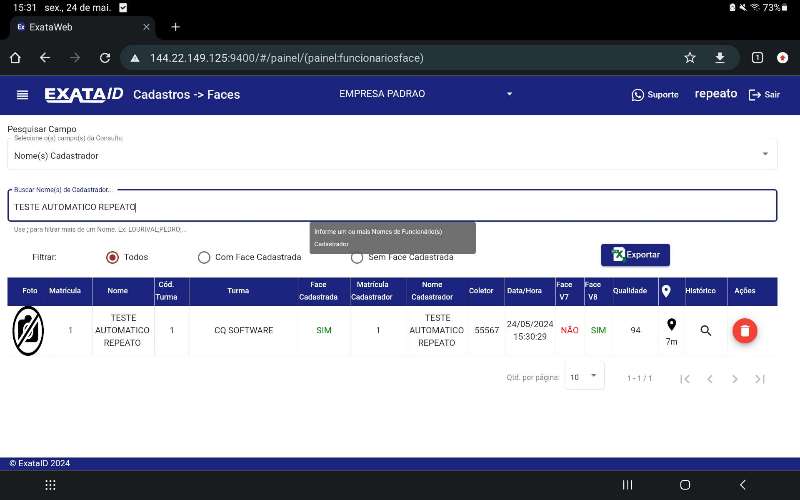 15:31 sex., 24 de mai. 73%
Ex ExataWeb
144.22.149.125:9400/#/painel/(painel:funcionariosface) 1
EXATAID Cadastros -> Faces EMPRESA PADRAO Suporte repeato Sair
Pesquisar Campo
Selecione o(s) campo(s) da Consulta
Nome(s) Cadastrador
Buscar Nome(s) de Cadastrador...
TESTE AUTOMATICO REPEATO
Use ; para filtrar mais de um Nome. Ex: LOURIVAL;PEDRO;...
Informe um ou mais Nomes de Funcionário(s)
Cadastrador
Filtrar: Todos Com Face Cadastrada Sem Face Cadastrada Exportar
Foto Matrícula Nome Cód. Turma Turma Face Cadastrada Matrícula Cadastrador Nome Cadastrador Coletor Data/Hora Face V7 Face V8 Qualidade Histórico Ações
1 TESTE AUTOMATICO REPEATO 1 CQ SOFTWARE SIM 1 TESTE AUTOMATICO REPEATO 55567 24/05/2024 15:30:29 NÃO SIM 94 7m
Qtd. por página: 10 1 - 1 / 1
© ExataID 2024